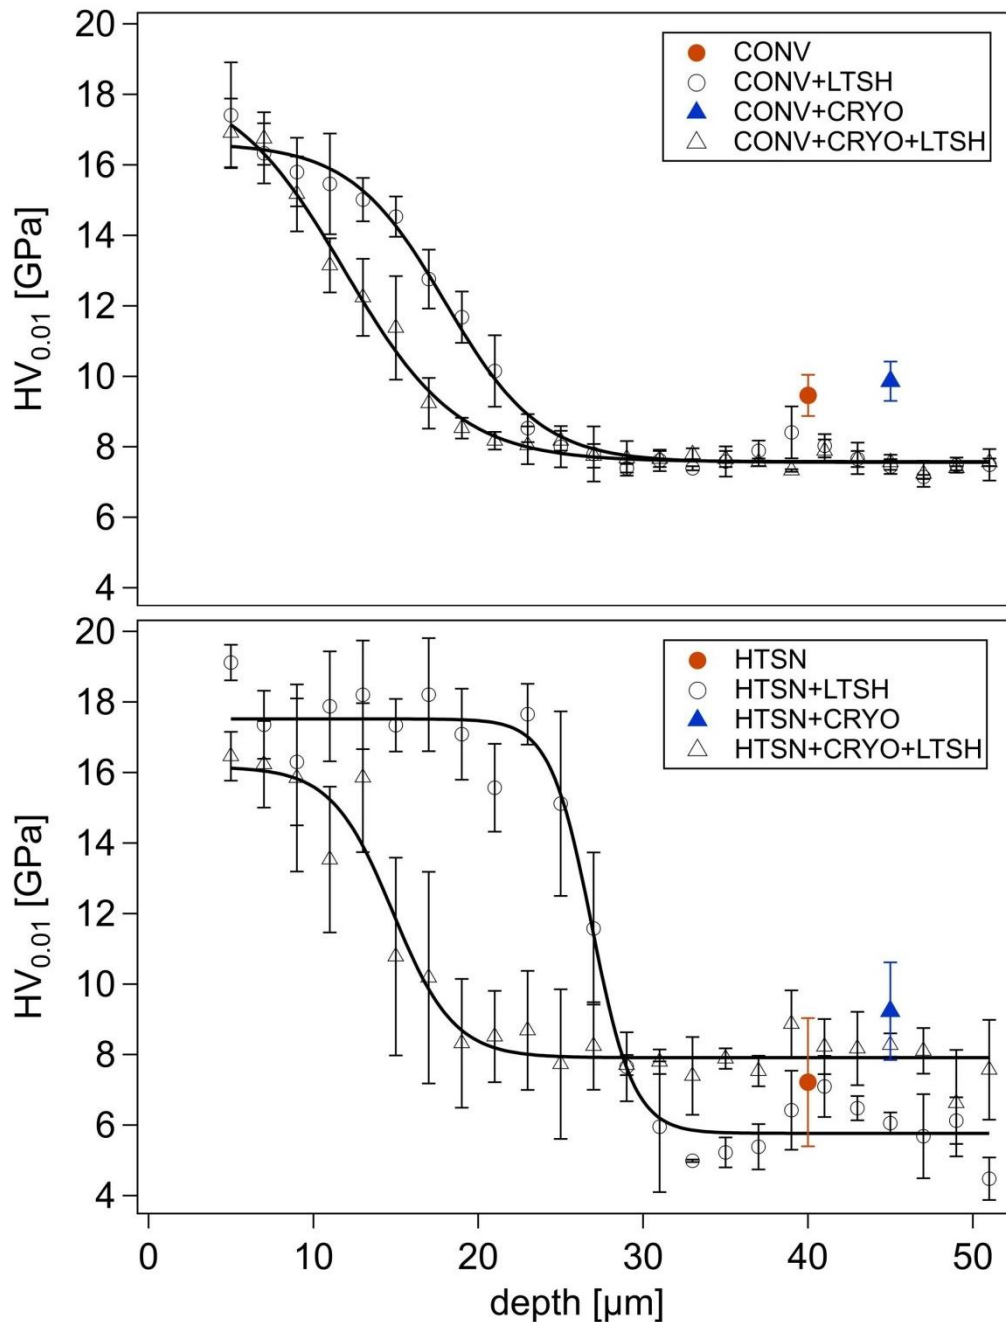 20
18
16
14
12
10
8
6
4
HV0.01 [GPa]
CONV
CONV+LTSH
CONV+CRYO
CONV+CRYO+LTSH
20
18
16
14
12
10
8
6
4
HV0.01 [GPa]
HTSN
HTSN+LTSH
HTSN+CRYO
HTSN+CRYO+LTSH
0 10 20 30 40 50
depth [µm]